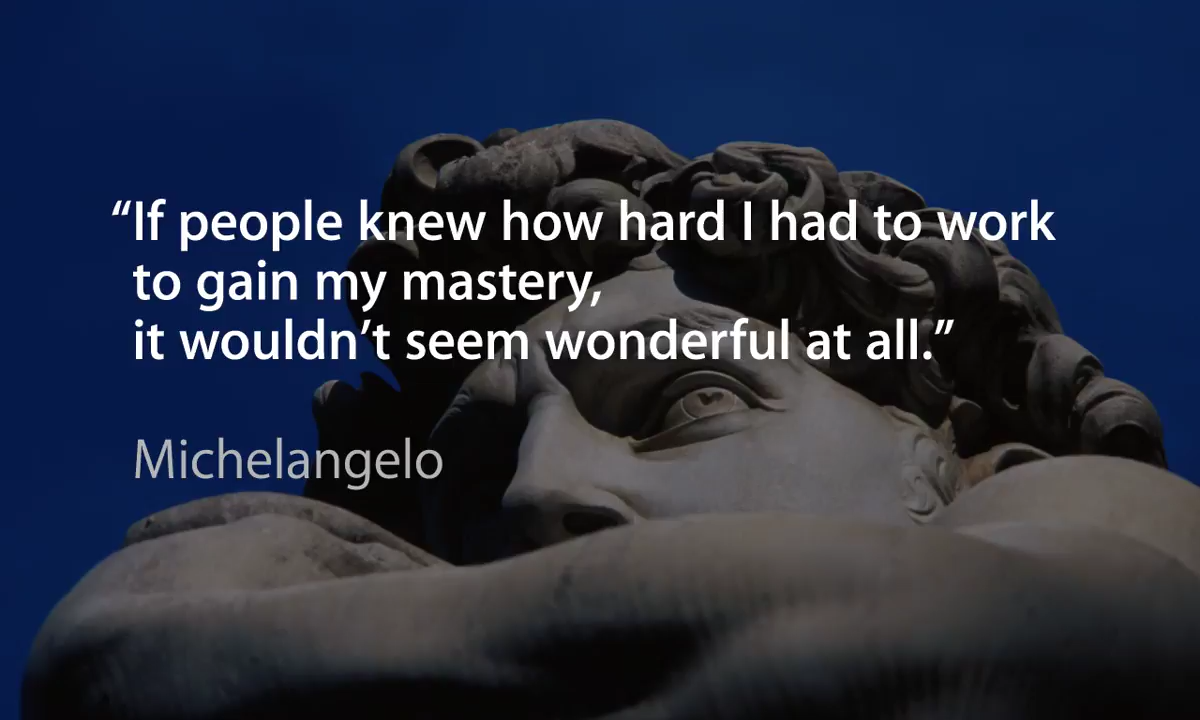 “If people knew how hard I had to work
to gain my mastery,
it wouldn’t seem wonderful at all.”
Michelangelo